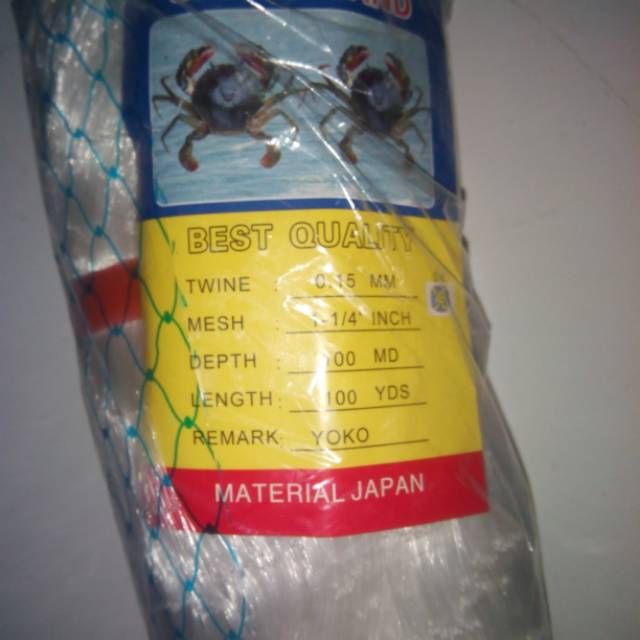 BEST QUALITY
TWINE : 0.15 MM
MESH : 1-1/4" INCH
DEPTH : 100 MD
LENGTH : 100 YDS
REMARK : YOKO
MATERIAL JAPAN